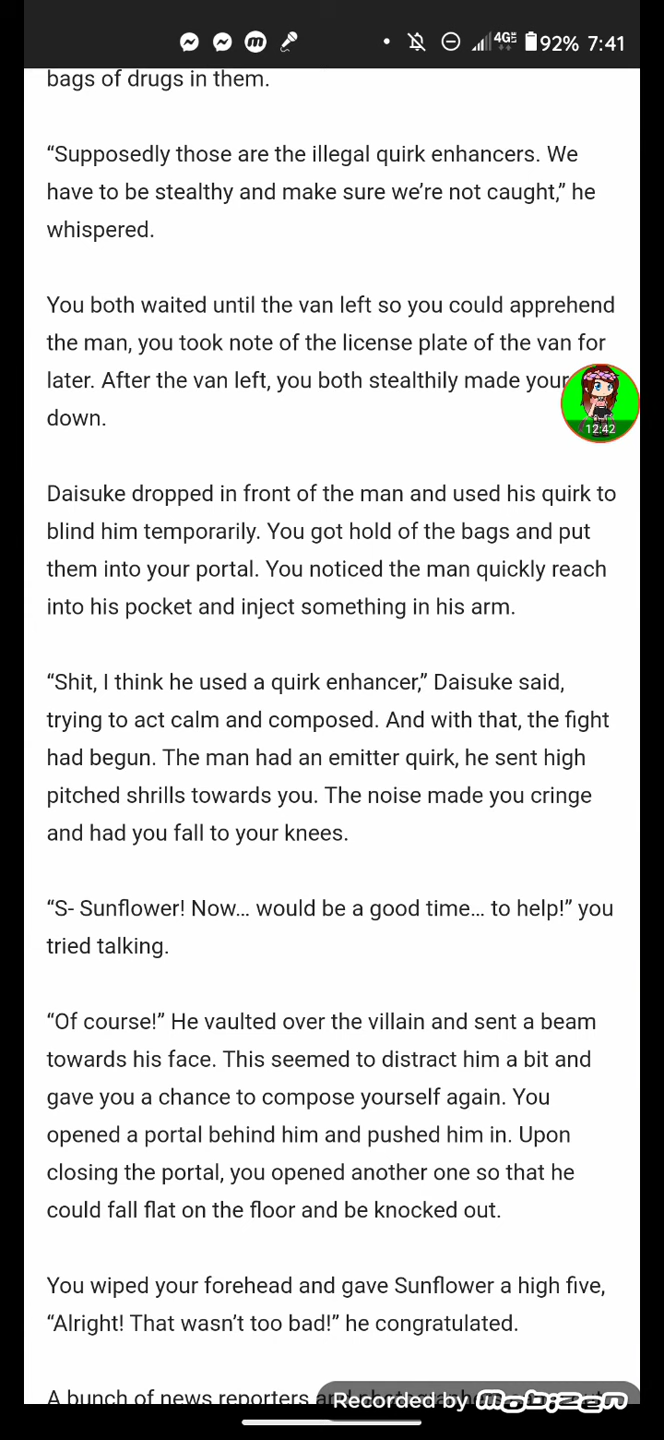 4GE 92% 7:41
bags of drugs in them.
“Supposedly those are the illegal quirk enhancers. We
have to be stealthy and make sure we’re not caught,” he
whispered.
You both waited until the van left so you could apprehend
the man, you took note of the license plate of the van for
later. After the van left, you both stealthily made your
12:42
down.
Daisuke dropped in front of the man and used his quirk to
blind him temporarily. You got hold of the bags and put
them into your portal. You noticed the man quickly reach
into his pocket and inject something in his arm.
“Shit, I think he used a quirk enhancer,” Daisuke said,
trying to act calm and composed. And with that, the fight
had begun. The man had an emitter quirk, he sent high
pitched shrills towards you. The noise made you cringe
and had you fall to your knees.
“S- Sunflower! Now... would be a good time... to help!” you
tried talking.
“Of course!” He vaulted over the villain and sent a beam
towards his face. This seemed to distract him a bit and
gave you a chance to compose yourself again. You
opened a portal behind him and pushed him in. Upon
closing the portal, you opened another one so that he
could fall flat on the floor and be knocked out.
You wiped your forehead and gave Sunflower a high five,
“Alright! That wasn’t too bad!” he congratulated.
A bunch of news reporters
Recorded by mobizen